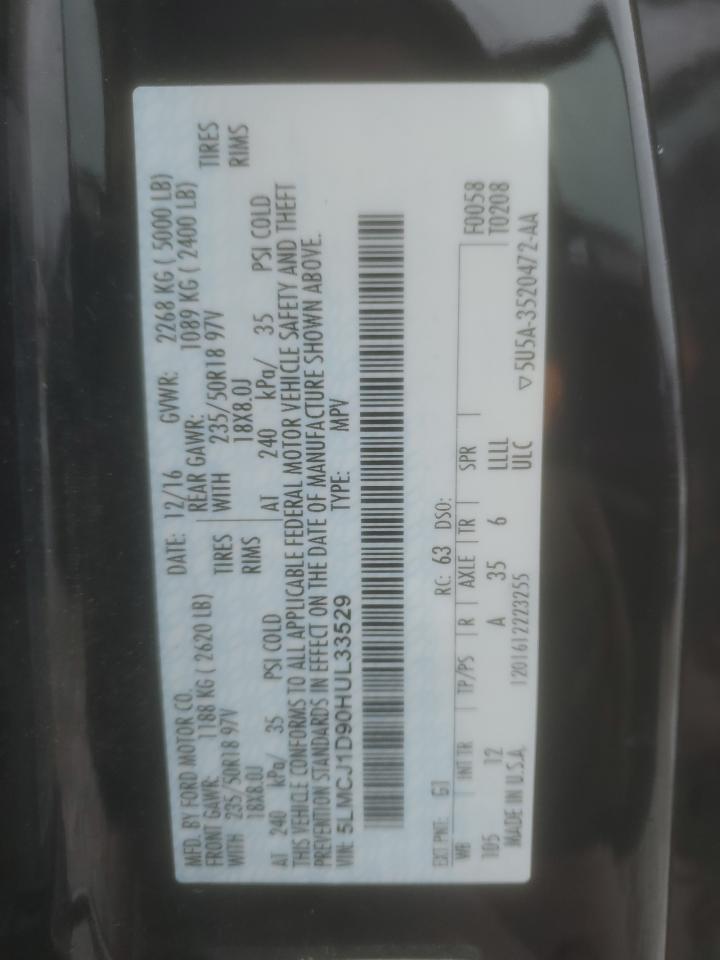 MFD. BY FORD MOTOR CO.
DATE: 12/16 GVWR: 2268 KG ( 5000 LB)
FRONT GAWR: 1188 KG ( 2620 LB)
REAR GAWR: 1089 KG ( 2400 LB)
WITH 235/50R18 97V TIRES
WITH 235/50R18 97V TIRES
18X8.0J RIMS
18X8.0J RIMS
AT 240 kPa/ 35 PSI COLD
AT 240 kPa/ 35 PSI COLD
THIS VEHICLE CONFORMS TO ALL APPLICABLE FEDERAL MOTOR VEHICLE SAFETY AND THEFT
PREVENTION STANDARDS IN EFFECT ON THE DATE OF MANUFACTURE SHOWN ABOVE.
VIN: 5LMCJ1D90HUL33529 TYPE: MPV
EXT PNT: G1 RC: 63 DSO: F0058
WB INT TR TP/PS R AXLE TR SPR T0208
105 12 A 35 6 LLLL
MADE IN U.S.A. 1201612223255 ULC ▽5U5A-3520472-AA